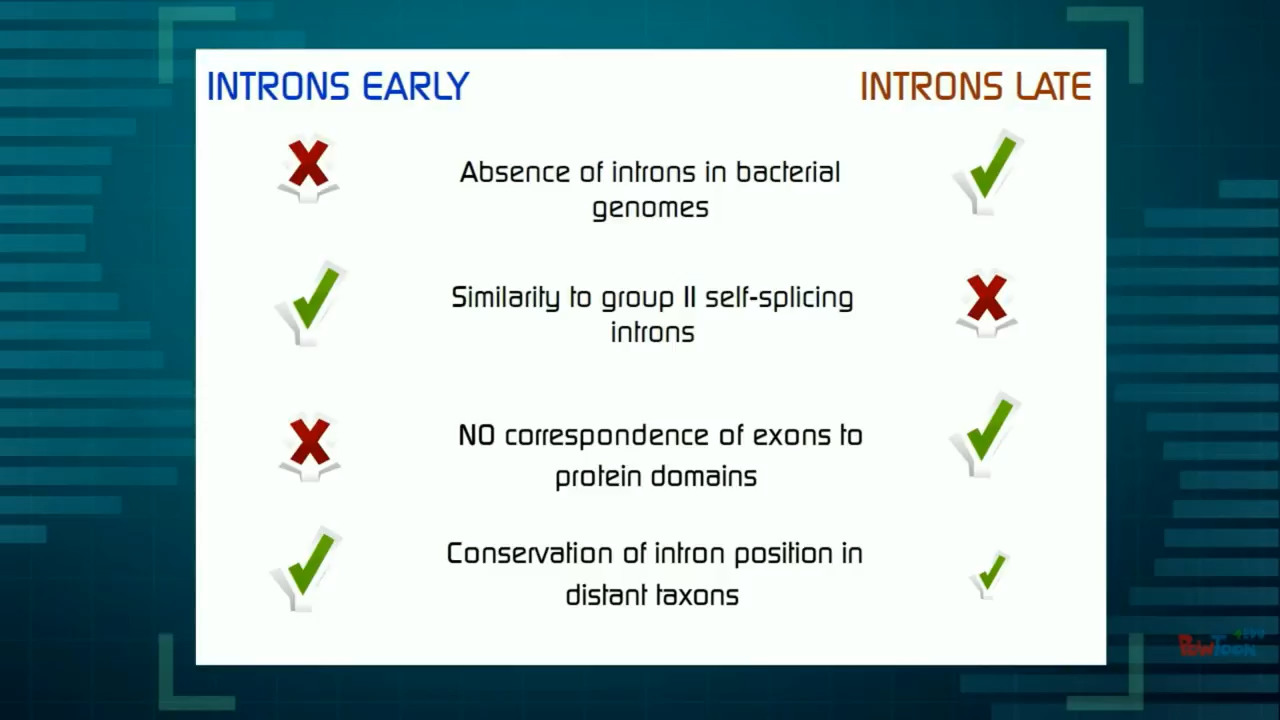 INTRONS EARLY
INTRONS LATE
Absence of introns in bacterial
genomes
Similarity to group II self-splicing
introns
NO correspondence of exons to
protein domains
Conservation of intron position in
distant taxons
PowToon